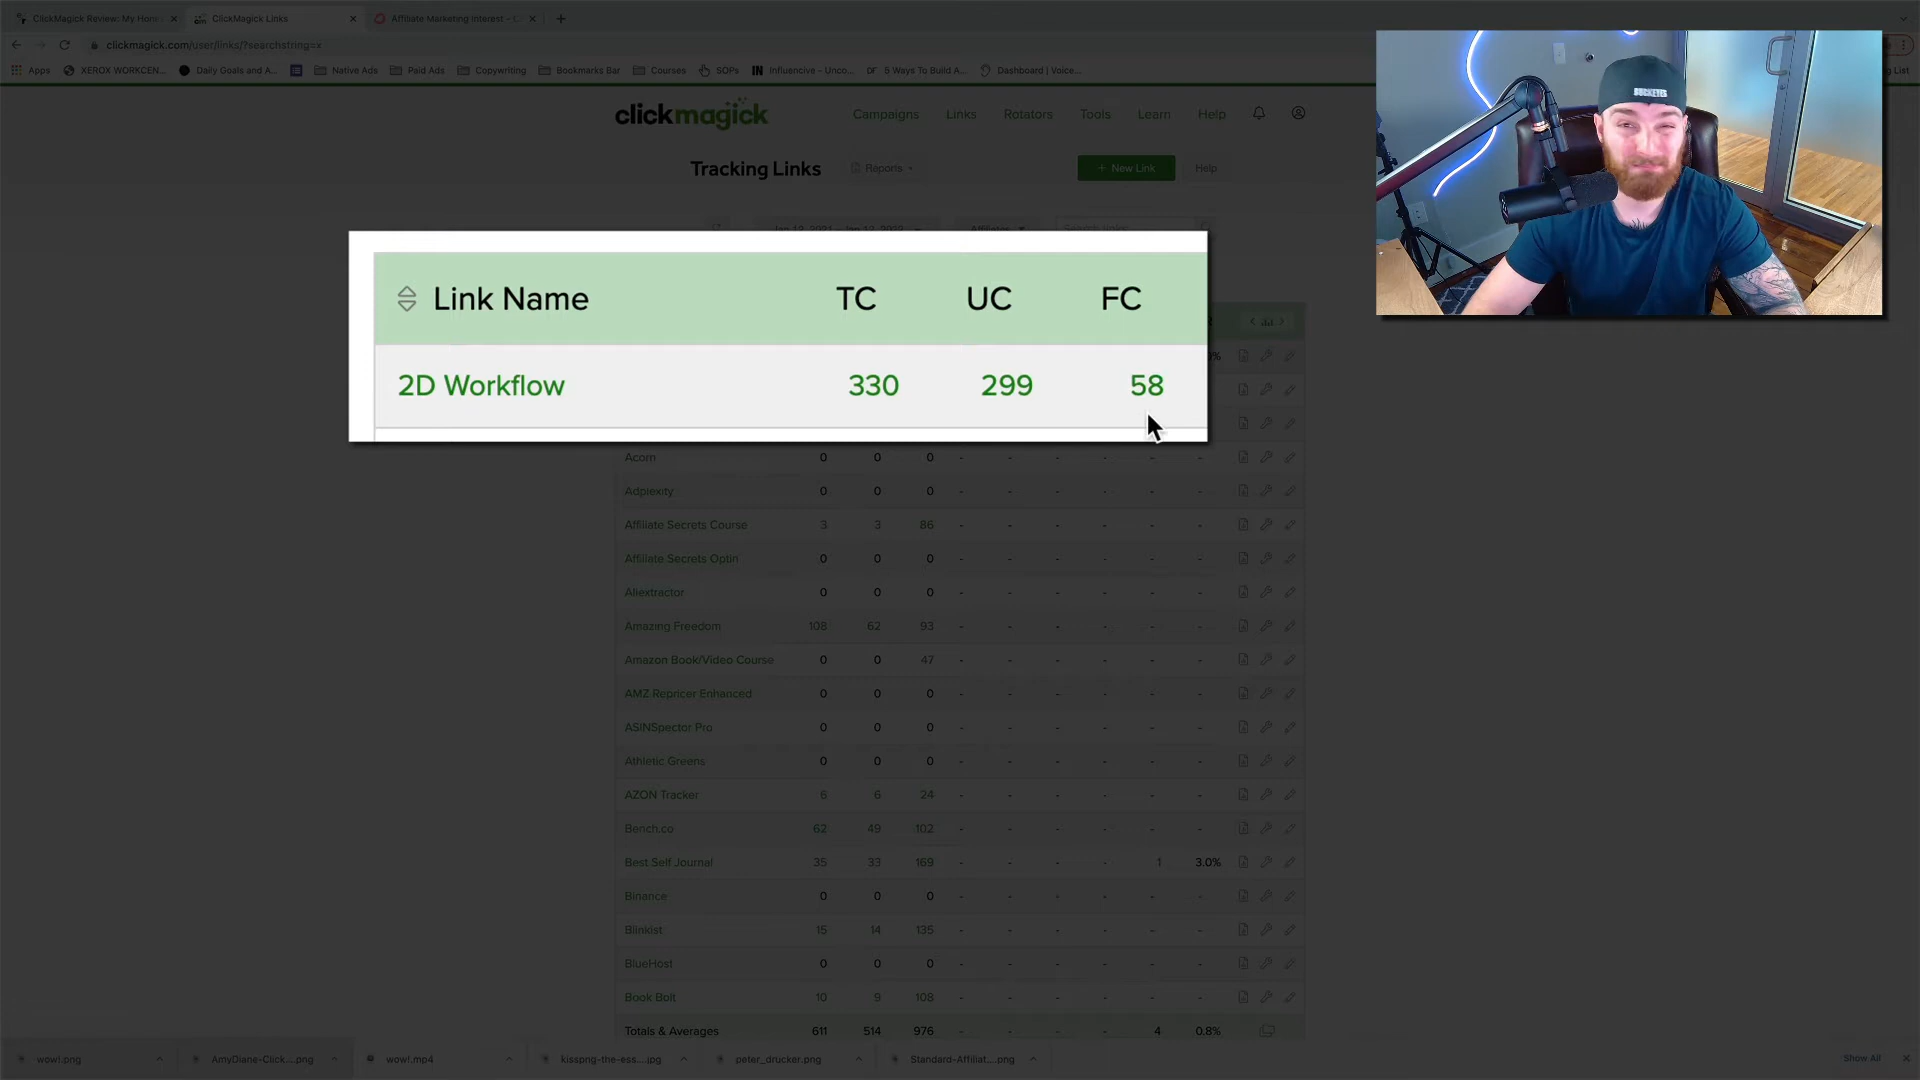 ClickMagick Review: My Hon
ClickMagick Links
Affiliate Marketing Interest - C
clickmagick.com/user/links/?searchstring=x
Apps
XEROX WORKCEN...
Daily Goals and A...
Native Ads
Paid Ads
Copywriting
Bookmarks Bar
Courses
SOPs
Influencive - Unco...
5 Ways To Build A...
Dashboard | Voice...
clickmagick
Campaigns
Links
Rotators
Tools
Learn
Help
Tracking Links
Reports
+ New Link
Help
Link Name TC UC FC
2D Workflow 330 299 58
Acorn 0 0 0 - - - - - -
Adplexity 0 0 0 - - - - - -
Affiliate Secrets Course 3 3 86 - - - - - -
Affiliate Secrets Optin 0 0 0 - - - - - -
Aliextractor 0 0 0 - - - - - -
Amazing Freedom 108 62 93 - - - - - -
Amazon Book/Video Course 0 0 47 - - - - - -
AMZ Repricer Enhanced 0 0 0 - - - - - -
ASINSpector Pro 0 0 0 - - - - - -
Athletic Greens 0 0 0 - - - - - -
AZON Tracker 6 6 24 - - - - - -
Bench.co 62 49 102 - - - - - -
Best Self Journal 35 33 169 - - - - 1 3.0%
Binance 0 0 0 - - - - - -
Blinkist 15 14 135 - - - - - -
BlueHost 0 0 0 - - - - - -
Book Bolt 10 9 108 - - - - - -
Totals & Averages 611 514 976 - - - - 4 0.8%
wow!.png
AmyDiane-Click....png
wow!.mp4
kisspng-the-ess....jpg
peter_drucker.png
Standard-Affiliat....png
Show All